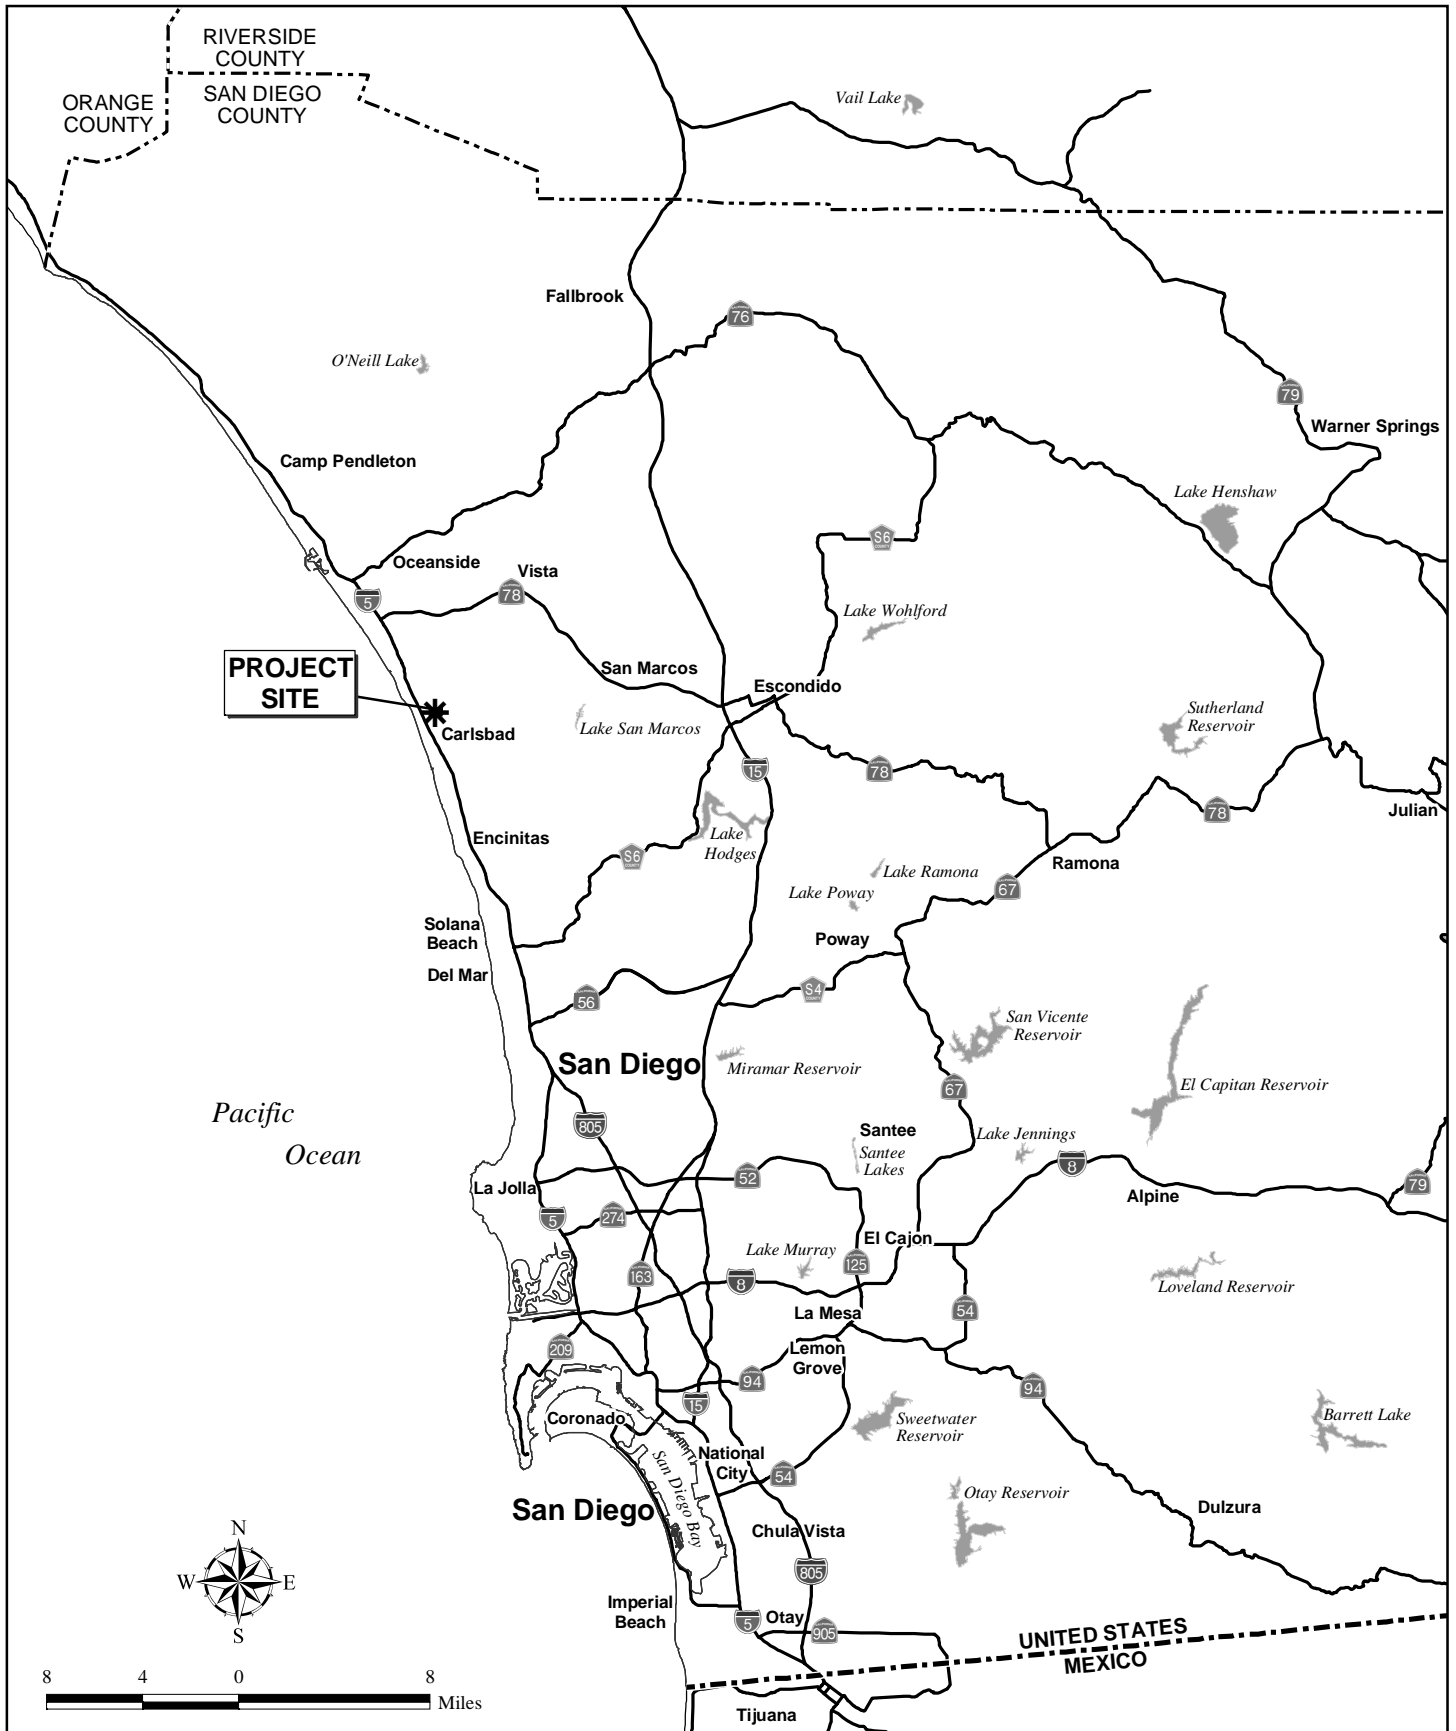 RIVERSIDE
COUNTY
ORANGE
COUNTY
SAN DIEGO
COUNTY
Vail Lake
Fallbrook
76
O'Neill Lake
79
Warner Springs
Camp Pendleton
Lake Henshaw
S6
COUNTY
Oceanside
Vista
78
5
Lake Wohlford
PROJECT
SITE
San Marcos
Escondido
Carlsbad
Lake San Marcos
Sutherland
Reservoir
15
78
78
Julian
Encinitas
Lake
Hodges
S6
COUNTY
Ramona
Lake Ramona
67
Lake Poway
Solana
Beach
Poway
Del Mar
56
S4
COUNTY
San Vicente
Reservoir
San Diego
Miramar Reservoir
67
El Capitan Reservoir
Pacific
Ocean
805
Santee
Santee
Lakes
Lake Jennings
8
52
79
La Jolla
Alpine
5
274
El Cajon
Lake Murray
125
163
8
Loveland Reservoir
La Mesa
54
209
Lemon
Grove
94
94
15
Coronado
Sweetwater
Reservoir
Barrett Lake
National
City
San Diego Bay
54
Otay Reservoir
San Diego
Dulzura
Chula Vista
805
N
W
E
S
Imperial
Beach
5
Otay
905
UNITED STATES
MEXICO
8
4
0
8
Miles
Tijuana